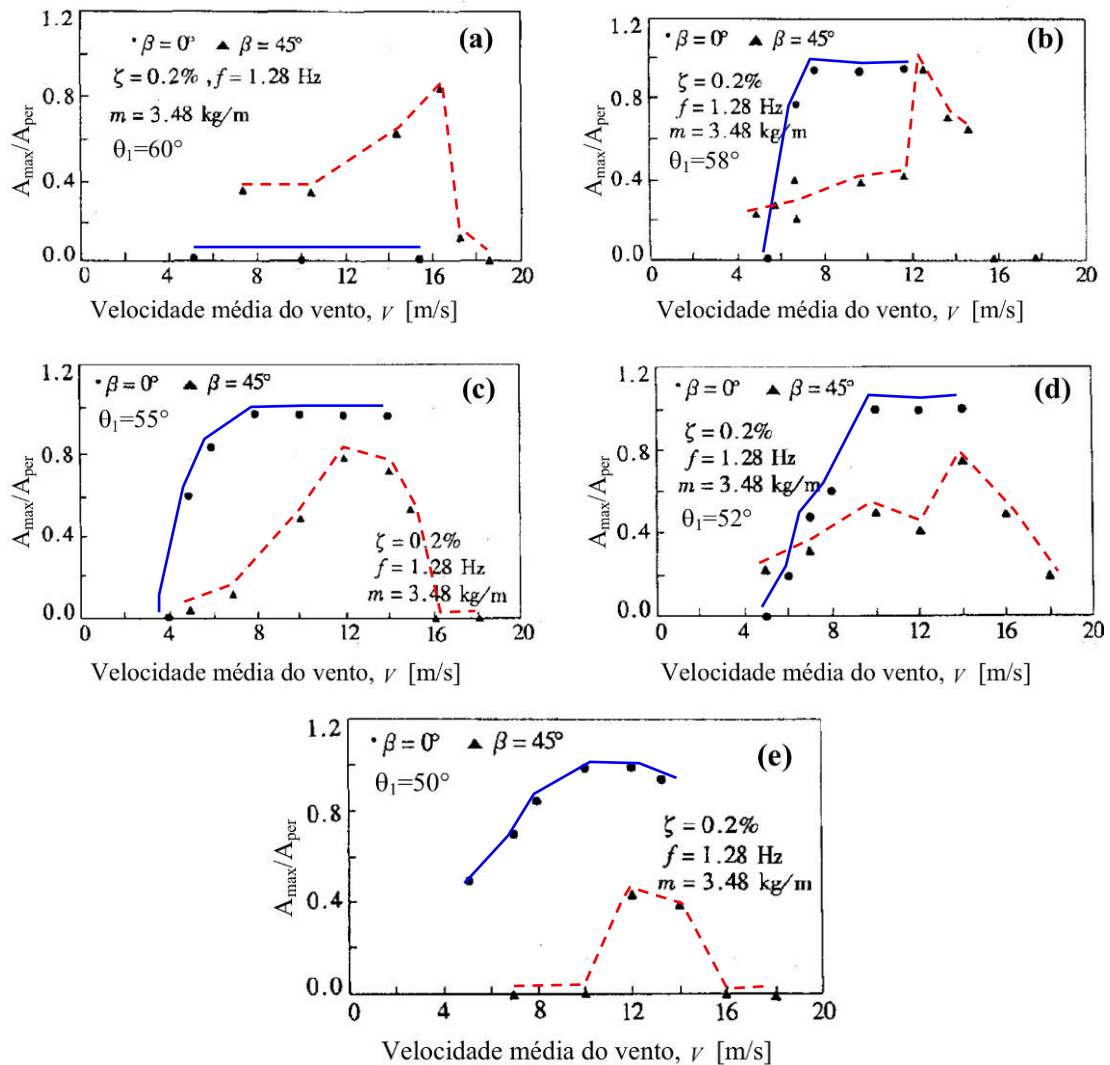 1.2
(a)
• β = 0° ▲ β = 45°
ζ = 0.2% , f = 1.28 Hz
m = 3.48 kg/m
θ₁=60°
0.8
0.4
0.0
A_max/A_per
0 4 8 12 16 20
Velocidade média do vento, V [m/s]
1.2
(b)
• β = 0° ▲ β = 45°
ζ = 0.2%
f = 1.28 Hz
m = 3.48 kg/m
θ₁=58°
0.8
0.4
0.0
A_max/A_per
0 4 8 12 16 20
Velocidade média do vento, V [m/s]
1.2
(c)
• β = 0° ▲ β = 45°
θ₁=55°
0.8
0.4
0.0
ζ = 0.2%
f = 1.28 Hz
m = 3.48 kg/m
A_max/A_per
0 4 8 12 16 20
Velocidade média do vento, V [m/s]
1.2
(d)
• β = 0° ▲ β = 45°
ζ = 0.2%
f = 1.28 Hz
m = 3.48 kg/m
θ₁=52°
0.8
0.4
0.0
A_max/A_per
0 4 8 12 16 20
Velocidade média do vento, V [m/s]
1.2
(e)
• β = 0° ▲ β = 45°
θ₁=50°
0.8
0.4
0.0
ζ = 0.2%
f = 1.28 Hz
m = 3.48 kg/m
A_max/A_per
0 4 8 12 16 20
Velocidade média do vento, V [m/s]